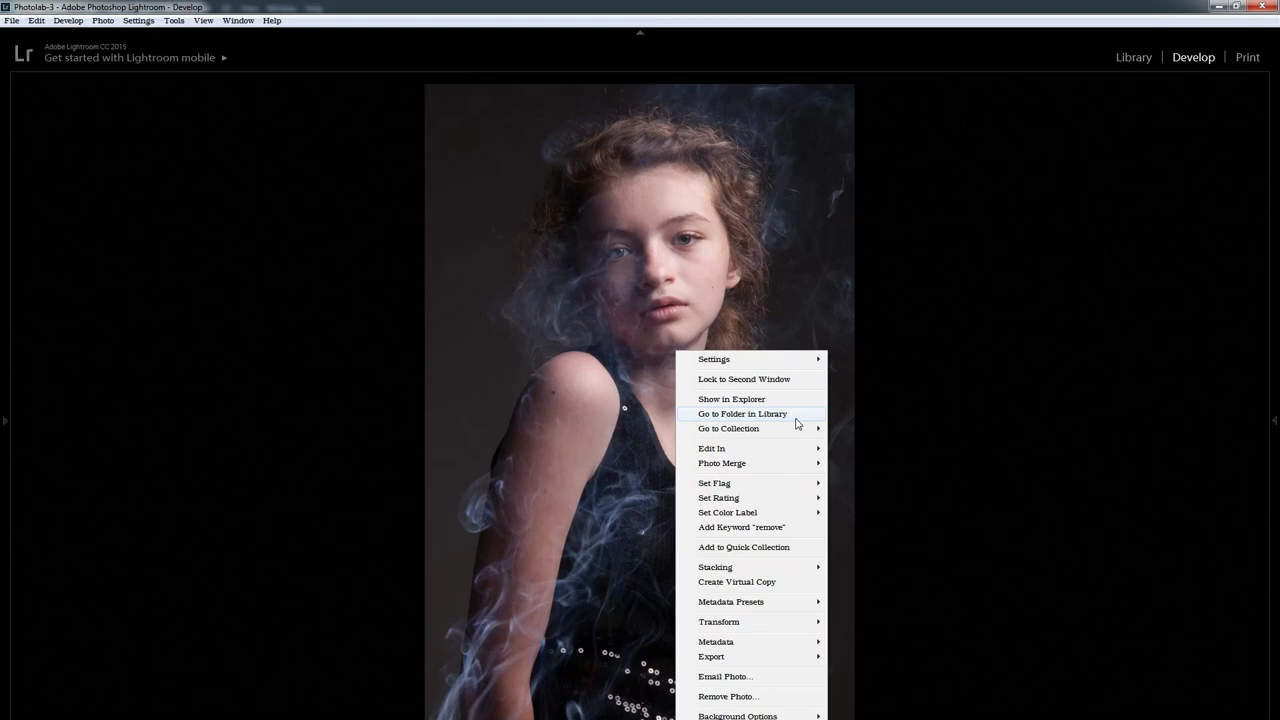 Photolab-3 - Adobe Photoshop Lightroom - Develop
File Edit Develop Photo Settings Tools View Window Help
Lr
Adobe Lightroom CC 2015
Get started with Lightroom mobile
Library | Develop | Print
Settings
Lock to Second Window
Show in Explorer
Go to Folder in Library
Go to Collection
Edit In
Photo Merge
Set Flag
Set Rating
Set Color Label
Add Keyword "remove"
Add to Quick Collection
Stacking
Create Virtual Copy
Metadata Presets
Transform
Metadata
Export
Email Photo...
Remove Photo...
Background Options